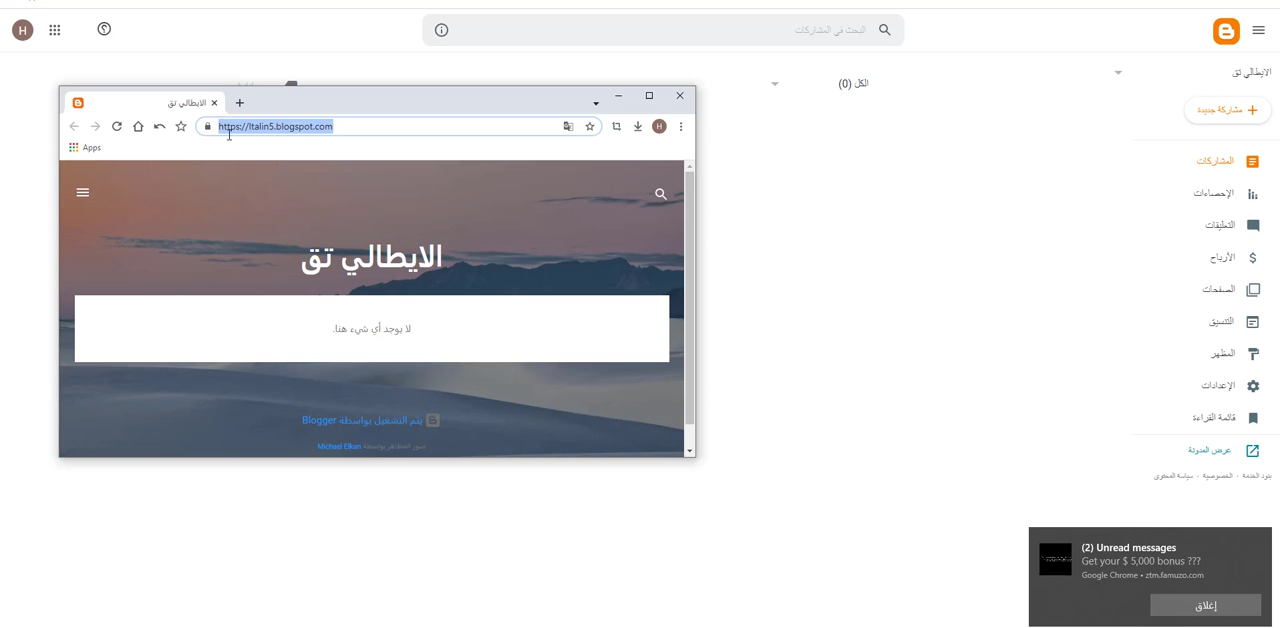 H
البحث في المشاركات
الايطالي تق
الكل (0)
مشاركة جديدة
المشاركات
الإحصاءات
التعليقات
الأرباح
الصفحات
التنسيق
المظهر
الإعدادات
قائمة القراءة
عرض المدونة
بنود الخدمة · الخصوصية · سياسة المحتوى
الايطالي تق
https://Italin5.blogspot.com
H
Apps
الايطالي تق
لا يوجد أي شيء هنا.
يتم التشغيل بواسطة Blogger
صور المظاهر بواسطة Michael Elkan
(2) Unread messages
Get your $ 5,000 bonus ???
Google Chrome • ztm.famuzo.com
إغلاق